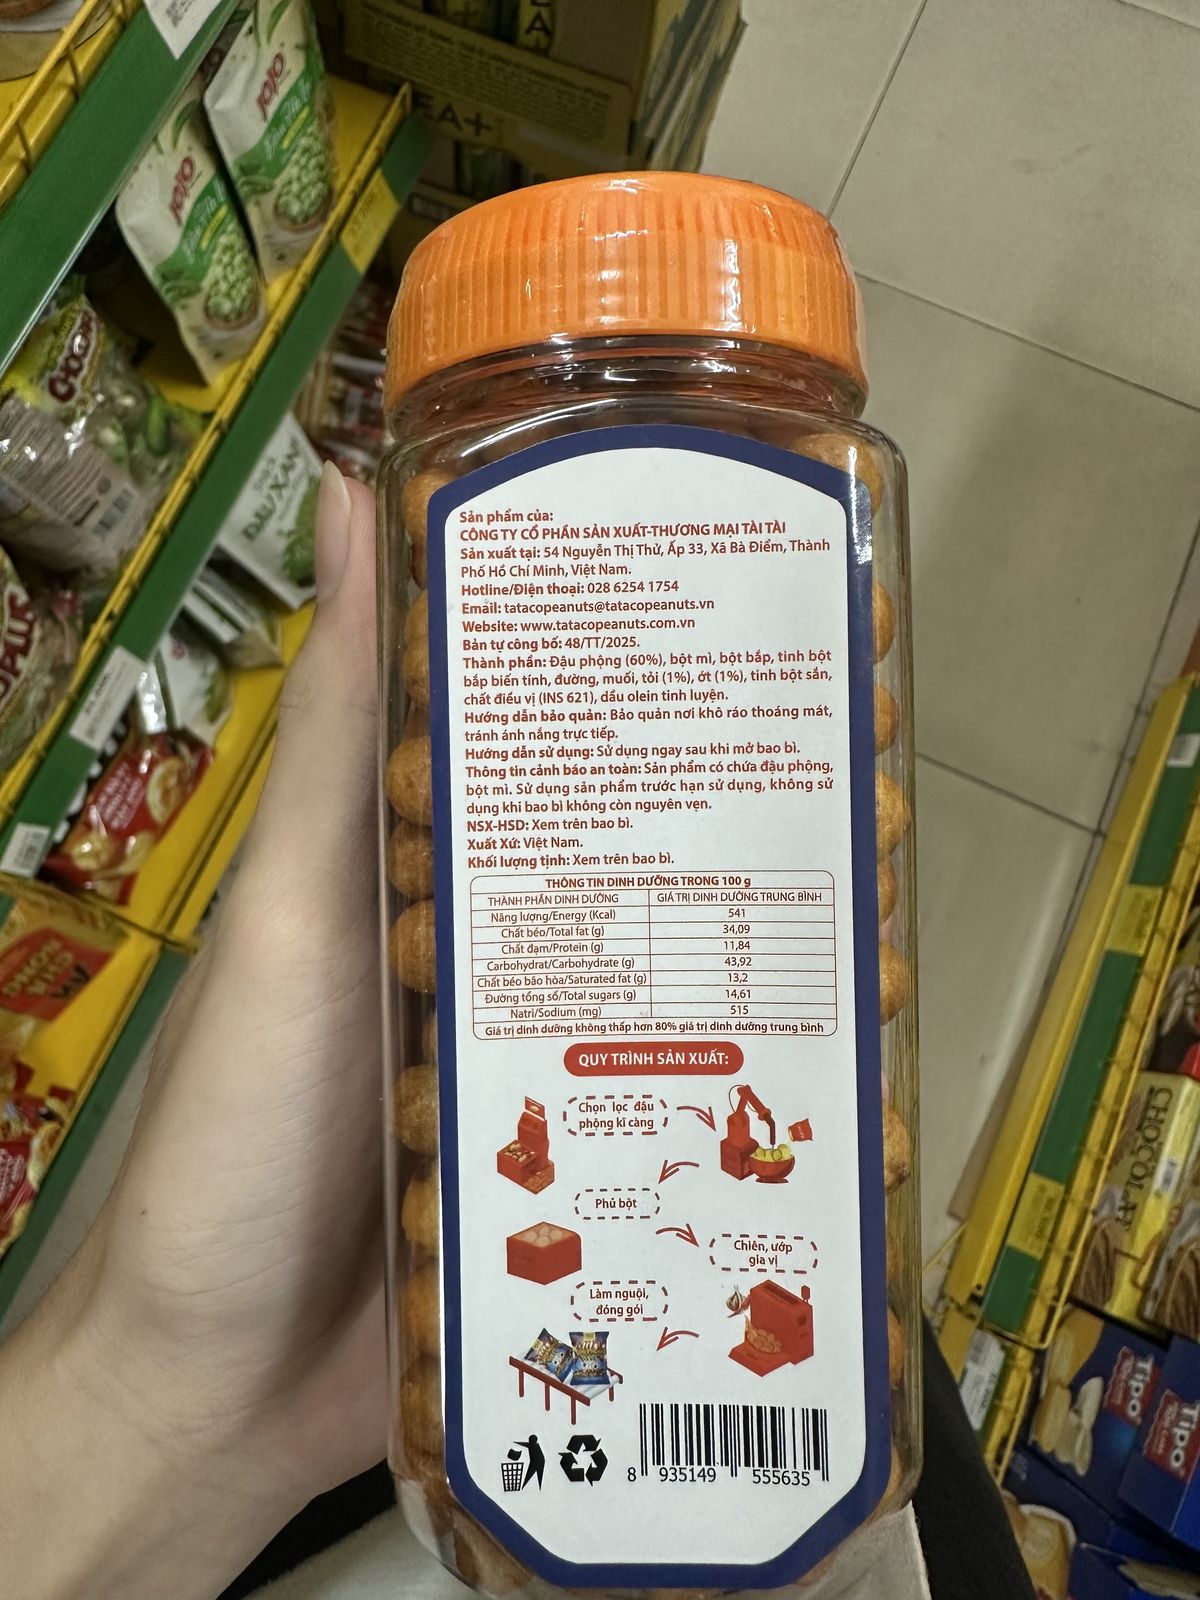 Sản phẩm của:
CÔNG TY CỔ PHẦN SẢN XUẤT-THƯƠNG MẠI TÀI TÀI
Sản xuất tại: 54 Nguyễn Thị Thử, Ấp 33, Xã Bà Điểm, Thành
Phố Hồ Chí Minh, Việt Nam.
Hotline/Điện thoại: 028 6254 1754
Email: tatacopeanuts@tatacopeanuts.vn
Website: www.tatacopeanuts.com.vn
Bản tự công bố: 48/TT/2025.
Thành phần: Đậu phộng (60%), bột mì, bột bắp, tinh bột
bắp biến tính, đường, muối, tỏi (1%), ớt (1%), tinh bột sắn,
chất điều vị (INS 621), dầu olein tinh luyện.
Hướng dẫn bảo quản: Bảo quản nơi khô ráo thoáng mát,
tránh ánh nắng trực tiếp.
Hướng dẫn sử dụng: Sử dụng ngay sau khi mở bao bì.
Thông tin cảnh báo an toàn: Sản phẩm có chứa đậu phộng,
bột mì. Sử dụng sản phẩm trước hạn sử dụng, không sử
dụng khi bao bì không còn nguyên vẹn.
NSX-HSD: Xem trên bao bì.
Xuất Xứ: Việt Nam.
Khối lượng tịnh: Xem trên bao bì.
THÔNG TIN DINH DƯỠNG TRONG 100 g
THÀNH PHẦN DINH DƯỠNG GIÁ TRỊ DINH DƯỠNG TRUNG BÌNH
Năng lượng/Energy (Kcal) 541
Chất béo/Total fat (g) 34,09
Chất đạm/Protein (g) 11,84
Carbohydrat/Carbohydrate (g) 43,92
Chất béo bão hòa/Saturated fat (g) 13,2
Đường tổng số/Total sugars (g) 14,61
Natri/Sodium (mg) 515
Giá trị dinh dưỡng không thấp hơn 80% giá trị dinh dưỡng trung bình
QUY TRÌNH SẢN XUẤT:
Chọn lọc đậu
phộng kĩ càng
Phủ bột
Chiên, ướp
gia vị
Làm nguội,
đóng gói
8 935149 555635
jojo
jojo
ĐẬU XANH
EA+
CHOCOLAT
Tipo
Tipo